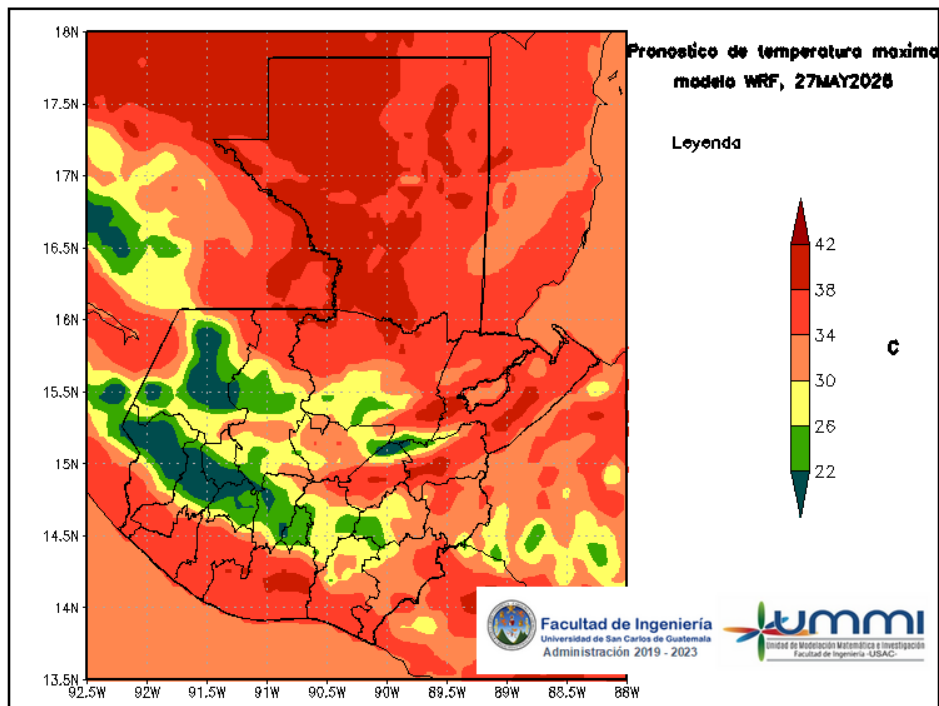 Pronostico de temperatura maxima
modelo WRF, 27MAY2026
Leyenda
42
38
34
30
26
22
C
18N
17.5N
17N
16.5N
16N
15.5N
15N
14.5N
14N
13.5N
92.5W
92W
91.5W
91W
90.5W
90W
89.5W
89W
88.5W
88W
Facultad de Ingeniería
Universidad de San Carlos de Guatemala
Administración 2019 - 2023
UMMI
Unidad de Modelación Matemática e Investigación
Facultad de Ingeniería -USAC-